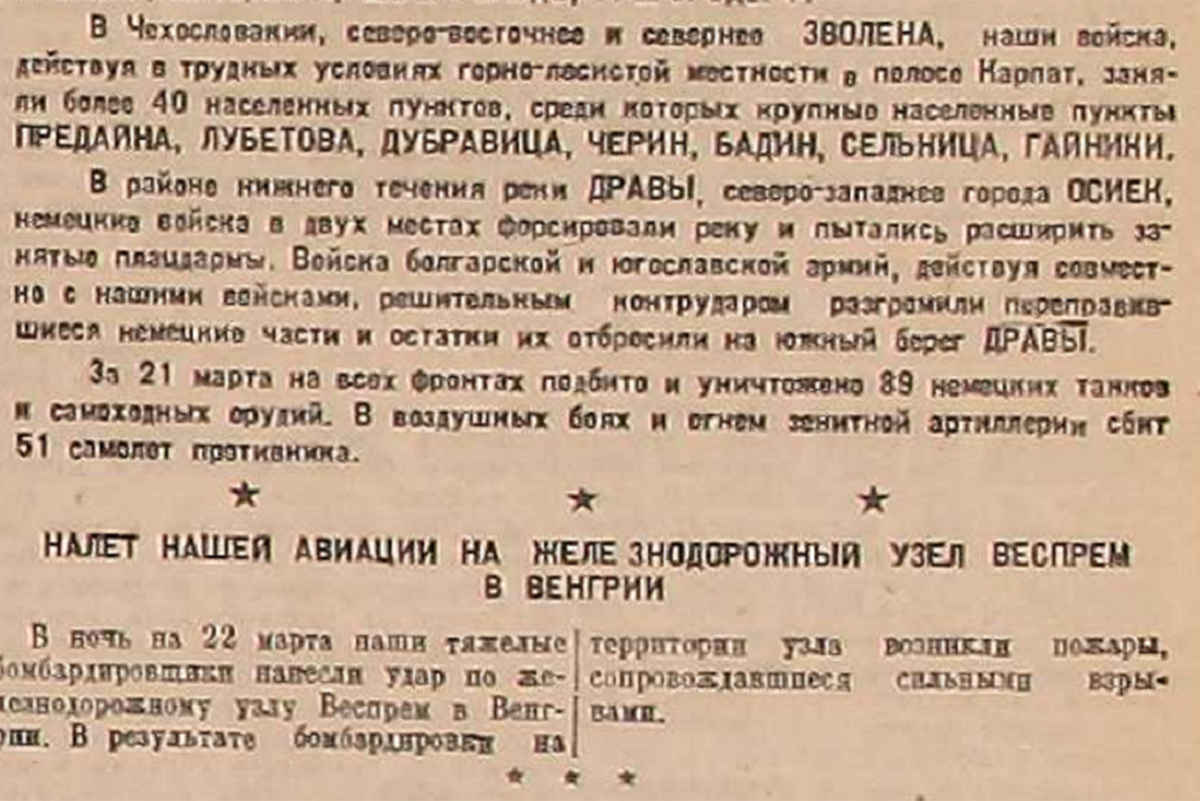 В Чехословакии, северо-восточнее и севернее ЗВОЛЕНА, наши войска,
действуя в трудных условиях горно-лесистой местности в полосе Карпат, заня-
ли более 40 населенных пунктов, среди которых крупные населенные пункты
ПРЕДАЙНА, ЛУБЕТОВА, ДУБРАВИЦА, ЧЕРИН, БАДИН, СЕЛЬНИЦА, ГАЙНИКИ.
В районе нижнего течения реки ДРАВЫ, северо-западнее города ОСИЕК,
немецкие войска в двух местах форсировали реку и пытались расширить за-
нятые плацдармы. Войска болгарской и югославской армий, действуя совмест-
но с нашими войсками, решительным контрударом разгромили переправив-
шиеся немецкие части и остатки их отбросили на южный берег ДРАВЫ.
За 21 марта на всех фронтах подбито и уничтожено 89 немецких танков
и самоходных орудий. В воздушных боях и огнем зенитной артиллерии сбит
51 самолет противника.
НАЛЕТ НАШЕЙ АВИАЦИИ НА ЖЕЛЕЗНОДОРОЖНЫЙ УЗЕЛ ВЕСПРЕМ
В ВЕНГРИИ
В ночь на 22 марта наши тяжелые
бомбардировщики нанесли удар по же-
лезнодорожному узлу Веспрем в Венг-
рии. В результате бомбардировки на
территории узла возникли пожары,
сопровождавшиеся сильными взры-
вами.